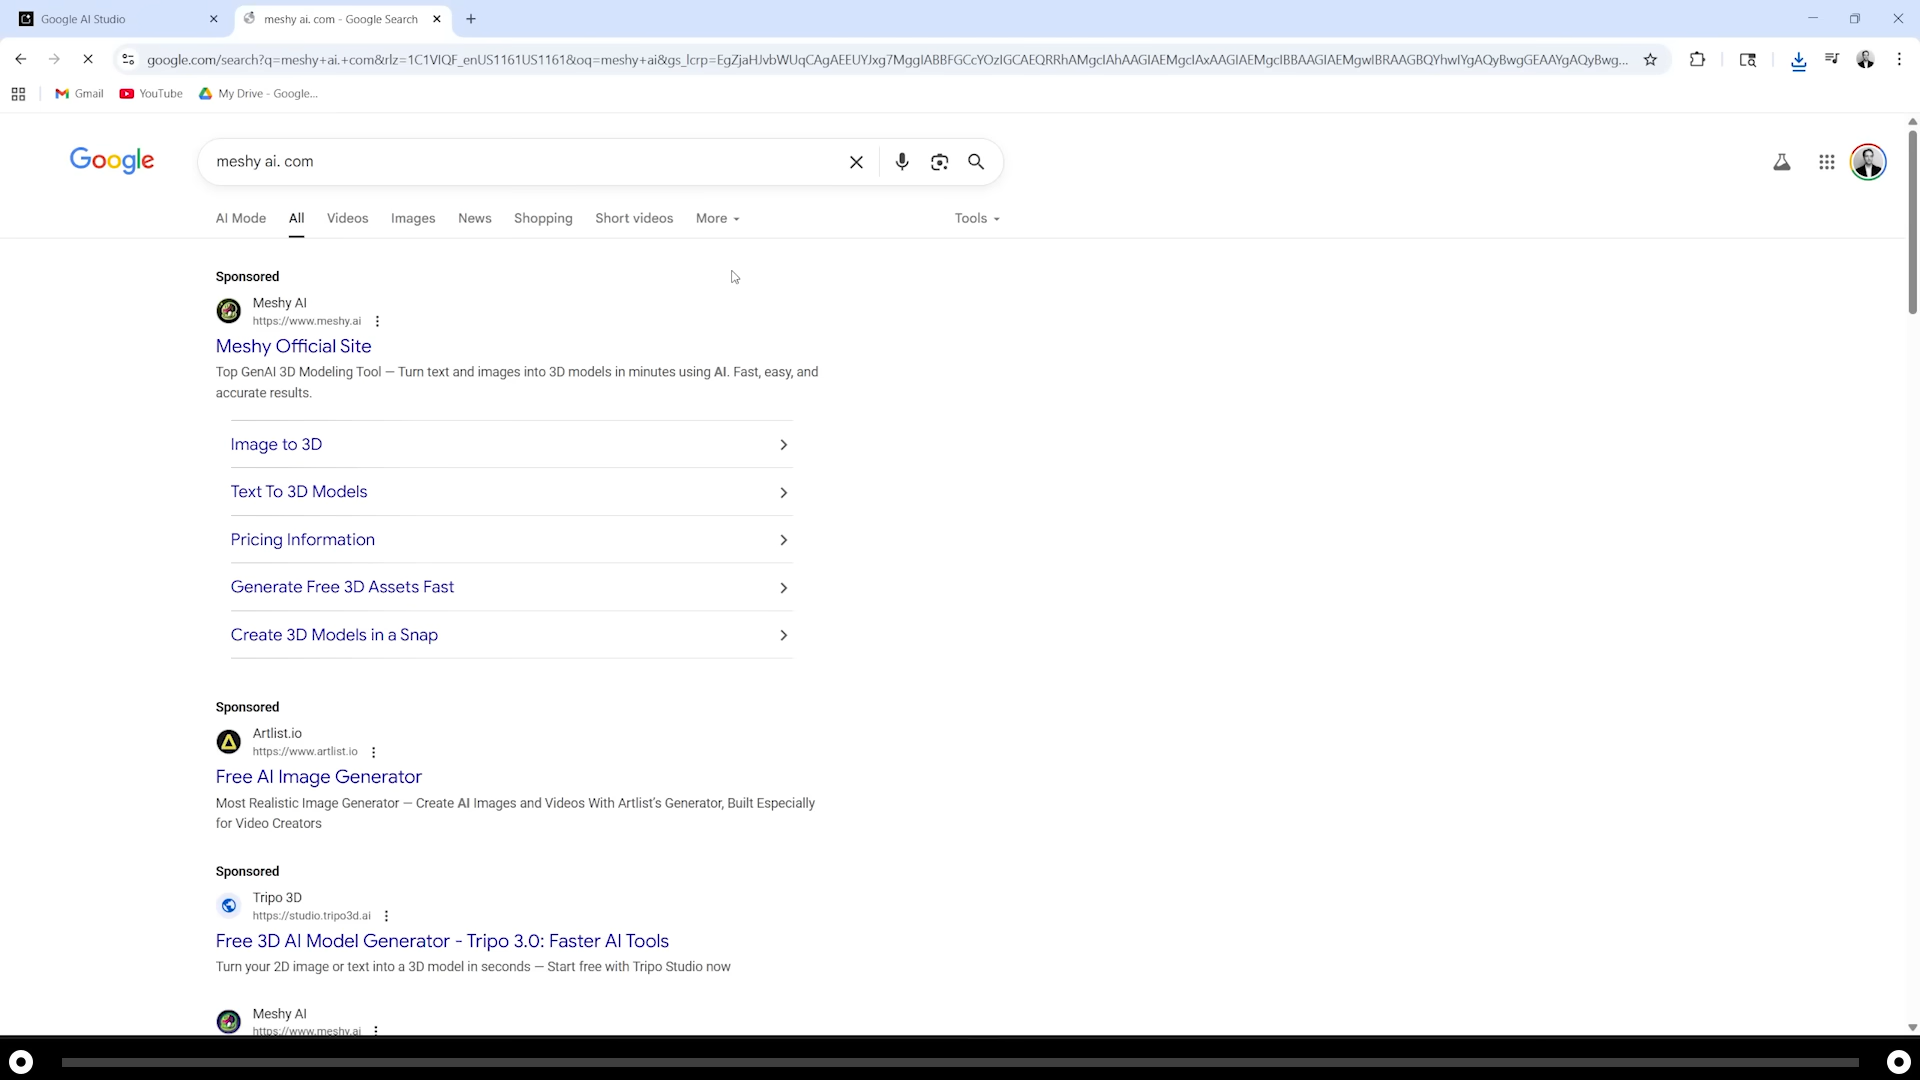 Google AI Studio
meshy ai. com - Google Search
google.com/search?q=meshy+ai.+com&rlz=1C1VIQF_enUS1161US1161&oq=meshy+ai&gs_lcrp=
Gmail
YouTube
My Drive - Google...
Google
meshy ai. com
AI Mode
All
Videos
Images
News
Shopping
Short videos
More
Tools
Sponsored
Meshy AI
https://www.meshy.ai
Meshy Official Site
Top GenAI 3D Modeling Tool — Turn text and images into 3D models in minutes using AI. Fast, easy, and
accurate results.
Image to 3D
Text To 3D Models
Pricing Information
Generate Free 3D Assets Fast
Create 3D Models in a Snap
Sponsored
Artlist.io
https://www.artlist.io
Free AI Image Generator
Most Realistic Image Generator — Create AI Images and Videos With Artlist's Generator, Built Especially
for Video Creators
Sponsored
Tripo 3D
https://studio.tripo3d.ai
Free 3D AI Model Generator - Tripo 3.0: Faster AI Tools
Turn your 2D image or text into a 3D model in seconds — Start free with Tripo Studio now
Meshy AI
https://www.meshy.ai